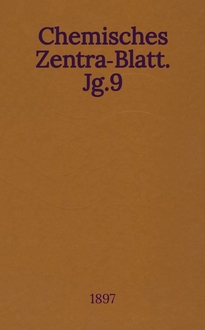 Chemisches
Zentra-Blatt.
Jg.9
1897